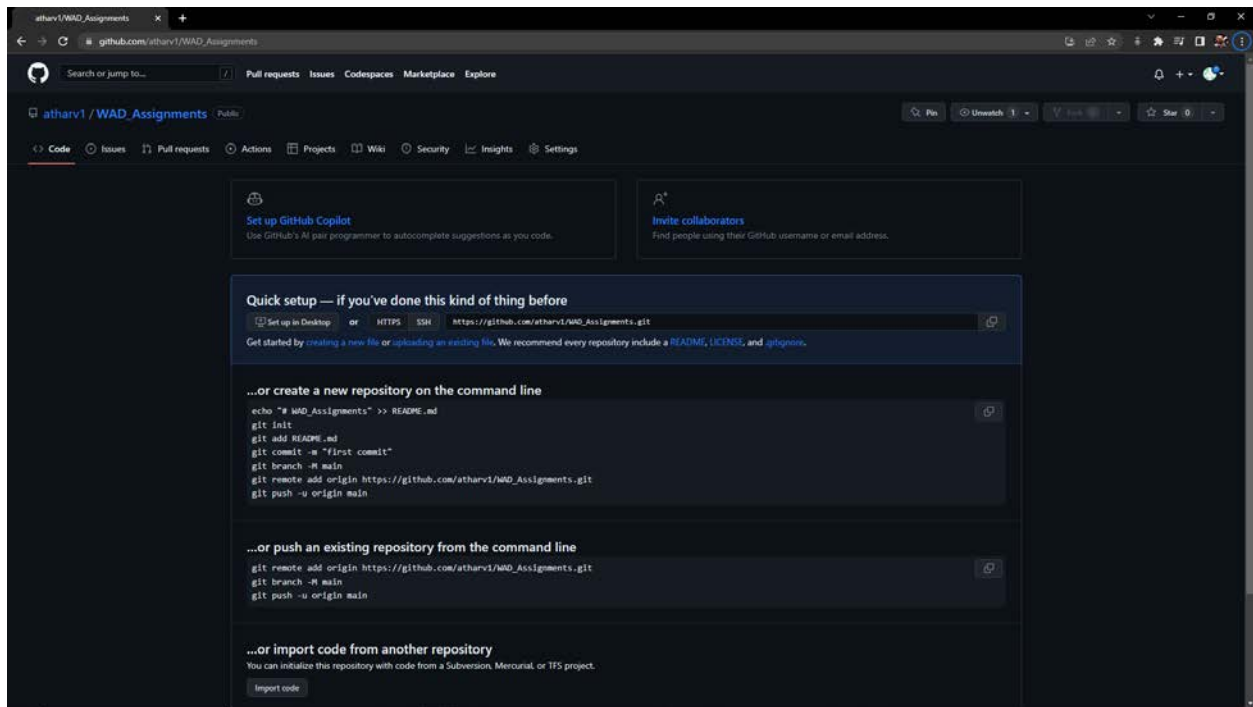 atharv1/WAD_Assignments
github.com/atharv1/WAD_Assignments
Search or jump to... / Pull requests Issues Codespaces Marketplace Explore
atharv1 / WAD_Assignments Public Pin Unwatch 1 Star 0
Code Issues Pull requests Actions Projects Wiki Security Insights Settings
Set up GitHub Copilot
Use GitHub's AI pair programmer to autocomplete suggestions as you code.
Invite collaborators
Find people using their GitHub username or email address.
Quick setup — if you've done this kind of thing before
Set up in Desktop or HTTPS SSH https://github.com/atharv1/WAD_Assignments.git
Get started by creating a new file or uploading an existing file. We recommend every repository include a README, LICENSE, and .gitignore.
...or create a new repository on the command line
echo "# WAD_Assignments" >> README.md
git init
git add README.md
git commit -m "first commit"
git branch -M main
git remote add origin https://github.com/atharv1/WAD_Assignments.git
git push -u origin main
...or push an existing repository from the command line
git remote add origin https://github.com/atharv1/WAD_Assignments.git
git branch -M main
git push -u origin main
...or import code from another repository
You can initialize this repository with code from a Subversion, Mercurial, or TFS project.
Import code